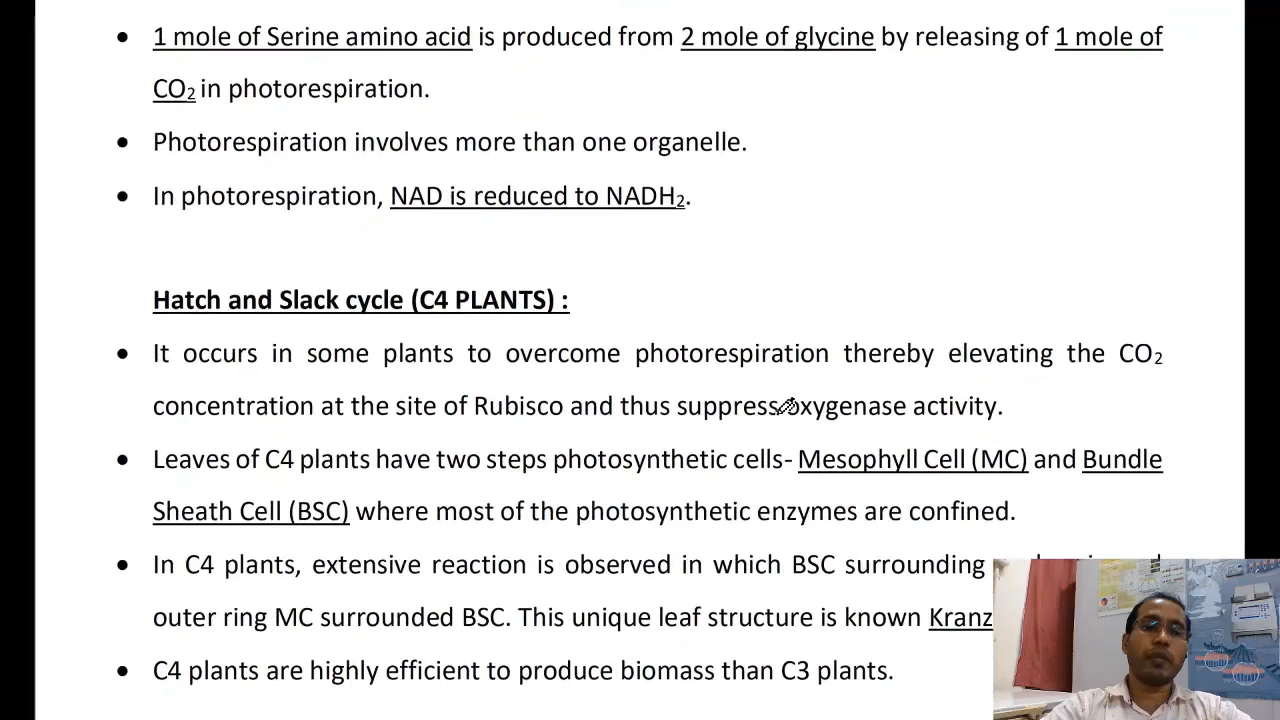 • 1 mole of Serine amino acid is produced from 2 mole of glycine by releasing of 1 mole of
CO₂ in photorespiration.
• Photorespiration involves more than one organelle.
• In photorespiration, NAD is reduced to NADH₂.
Hatch and Slack cycle (C4 PLANTS) :
• It occurs in some plants to overcome photorespiration thereby elevating the CO₂
concentration at the site of Rubisco and thus suppress oxygenase activity.
• Leaves of C4 plants have two steps photosynthetic cells- Mesophyll Cell (MC) and Bundle
Sheath Cell (BSC) where most of the photosynthetic enzymes are confined.
• In C4 plants, extensive reaction is observed in which BSC surrounding
outer ring MC surrounded BSC. This unique leaf structure is known Kranz
• C4 plants are highly efficient to produce biomass than C3 plants.